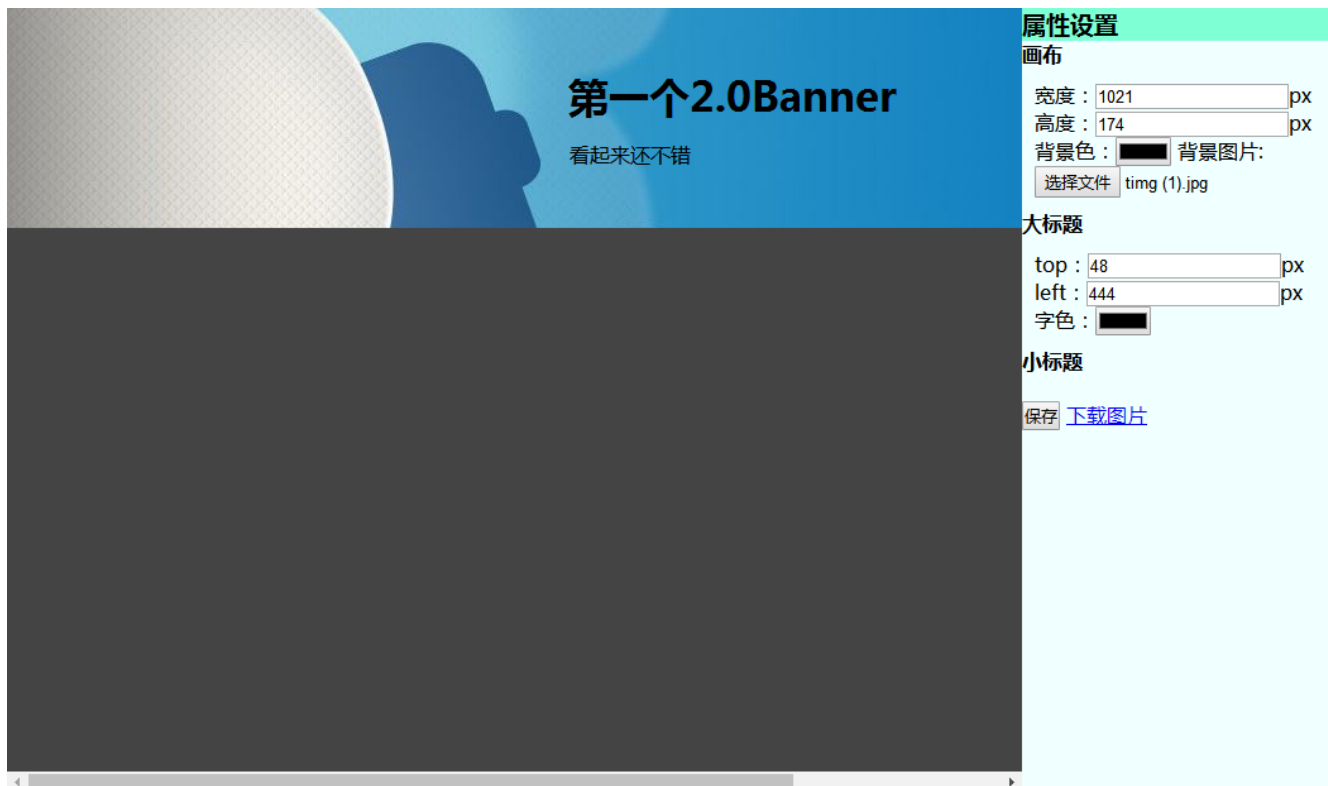 第一个2.0Banner
看起来还不错
属性设置
画布
宽度：1021px
高度：174px
背景色： 背景图片:
选择文件 timg (1).jpg
大标题
top：48px
left：444px
字色：
小标题
保存 下载图片